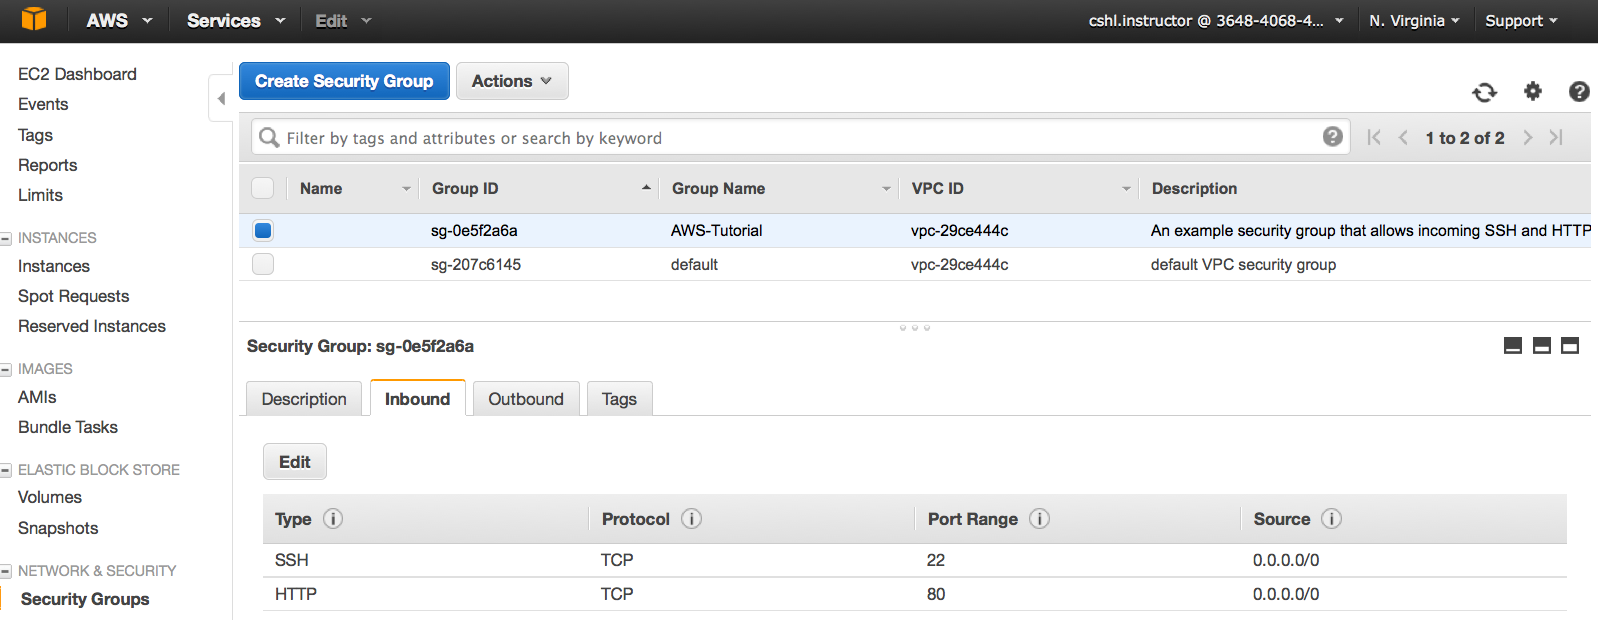 AWS Services Edit cshl.instructor @ 3648-4068-4... N. Virginia Support
EC2 Dashboard
Events
Tags
Reports
Limits
INSTANCES
Instances
Spot Requests
Reserved Instances
IMAGES
AMIs
Bundle Tasks
ELASTIC BLOCK STORE
Volumes
Snapshots
NETWORK & SECURITY
Security Groups
Create Security Group Actions
Filter by tags and attributes or search by keyword 1 to 2 of 2
Name Group ID Group Name VPC ID Description
sg-0e5f2a6a AWS-Tutorial vpc-29ce444c An example security group that allows incoming SSH and HTTP
sg-207c6145 default vpc-29ce444c default VPC security group
Security Group: sg-0e5f2a6a
Description Inbound Outbound Tags
Edit
Type Protocol Port Range Source
SSH TCP 22 0.0.0.0/0
HTTP TCP 80 0.0.0.0/0